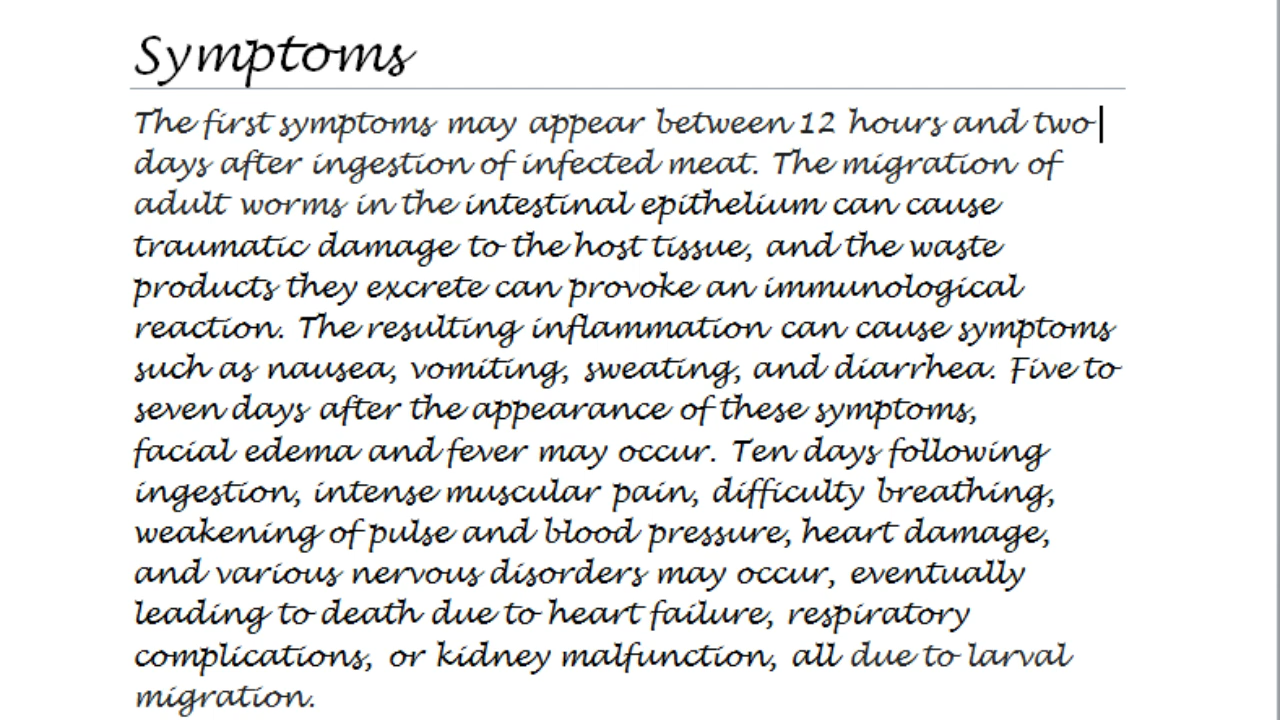 Symptoms
The first symptoms may appear between 12 hours and two
days after ingestion of infected meat. The migration of
adult worms in the intestinal epithelium can cause
traumatic damage to the host tissue, and the waste
products they excrete can provoke an immunological
reaction. The resulting inflammation can cause symptoms
such as nausea, vomiting, sweating, and diarrhea. Five to
seven days after the appearance of these symptoms,
facial edema and fever may occur. Ten days following
ingestion, intense muscular pain, difficulty breathing,
weakening of pulse and blood pressure, heart damage,
and various nervous disorders may occur, eventually
leading to death due to heart failure, respiratory
complications, or kidney malfunction, all due to larval
migration.